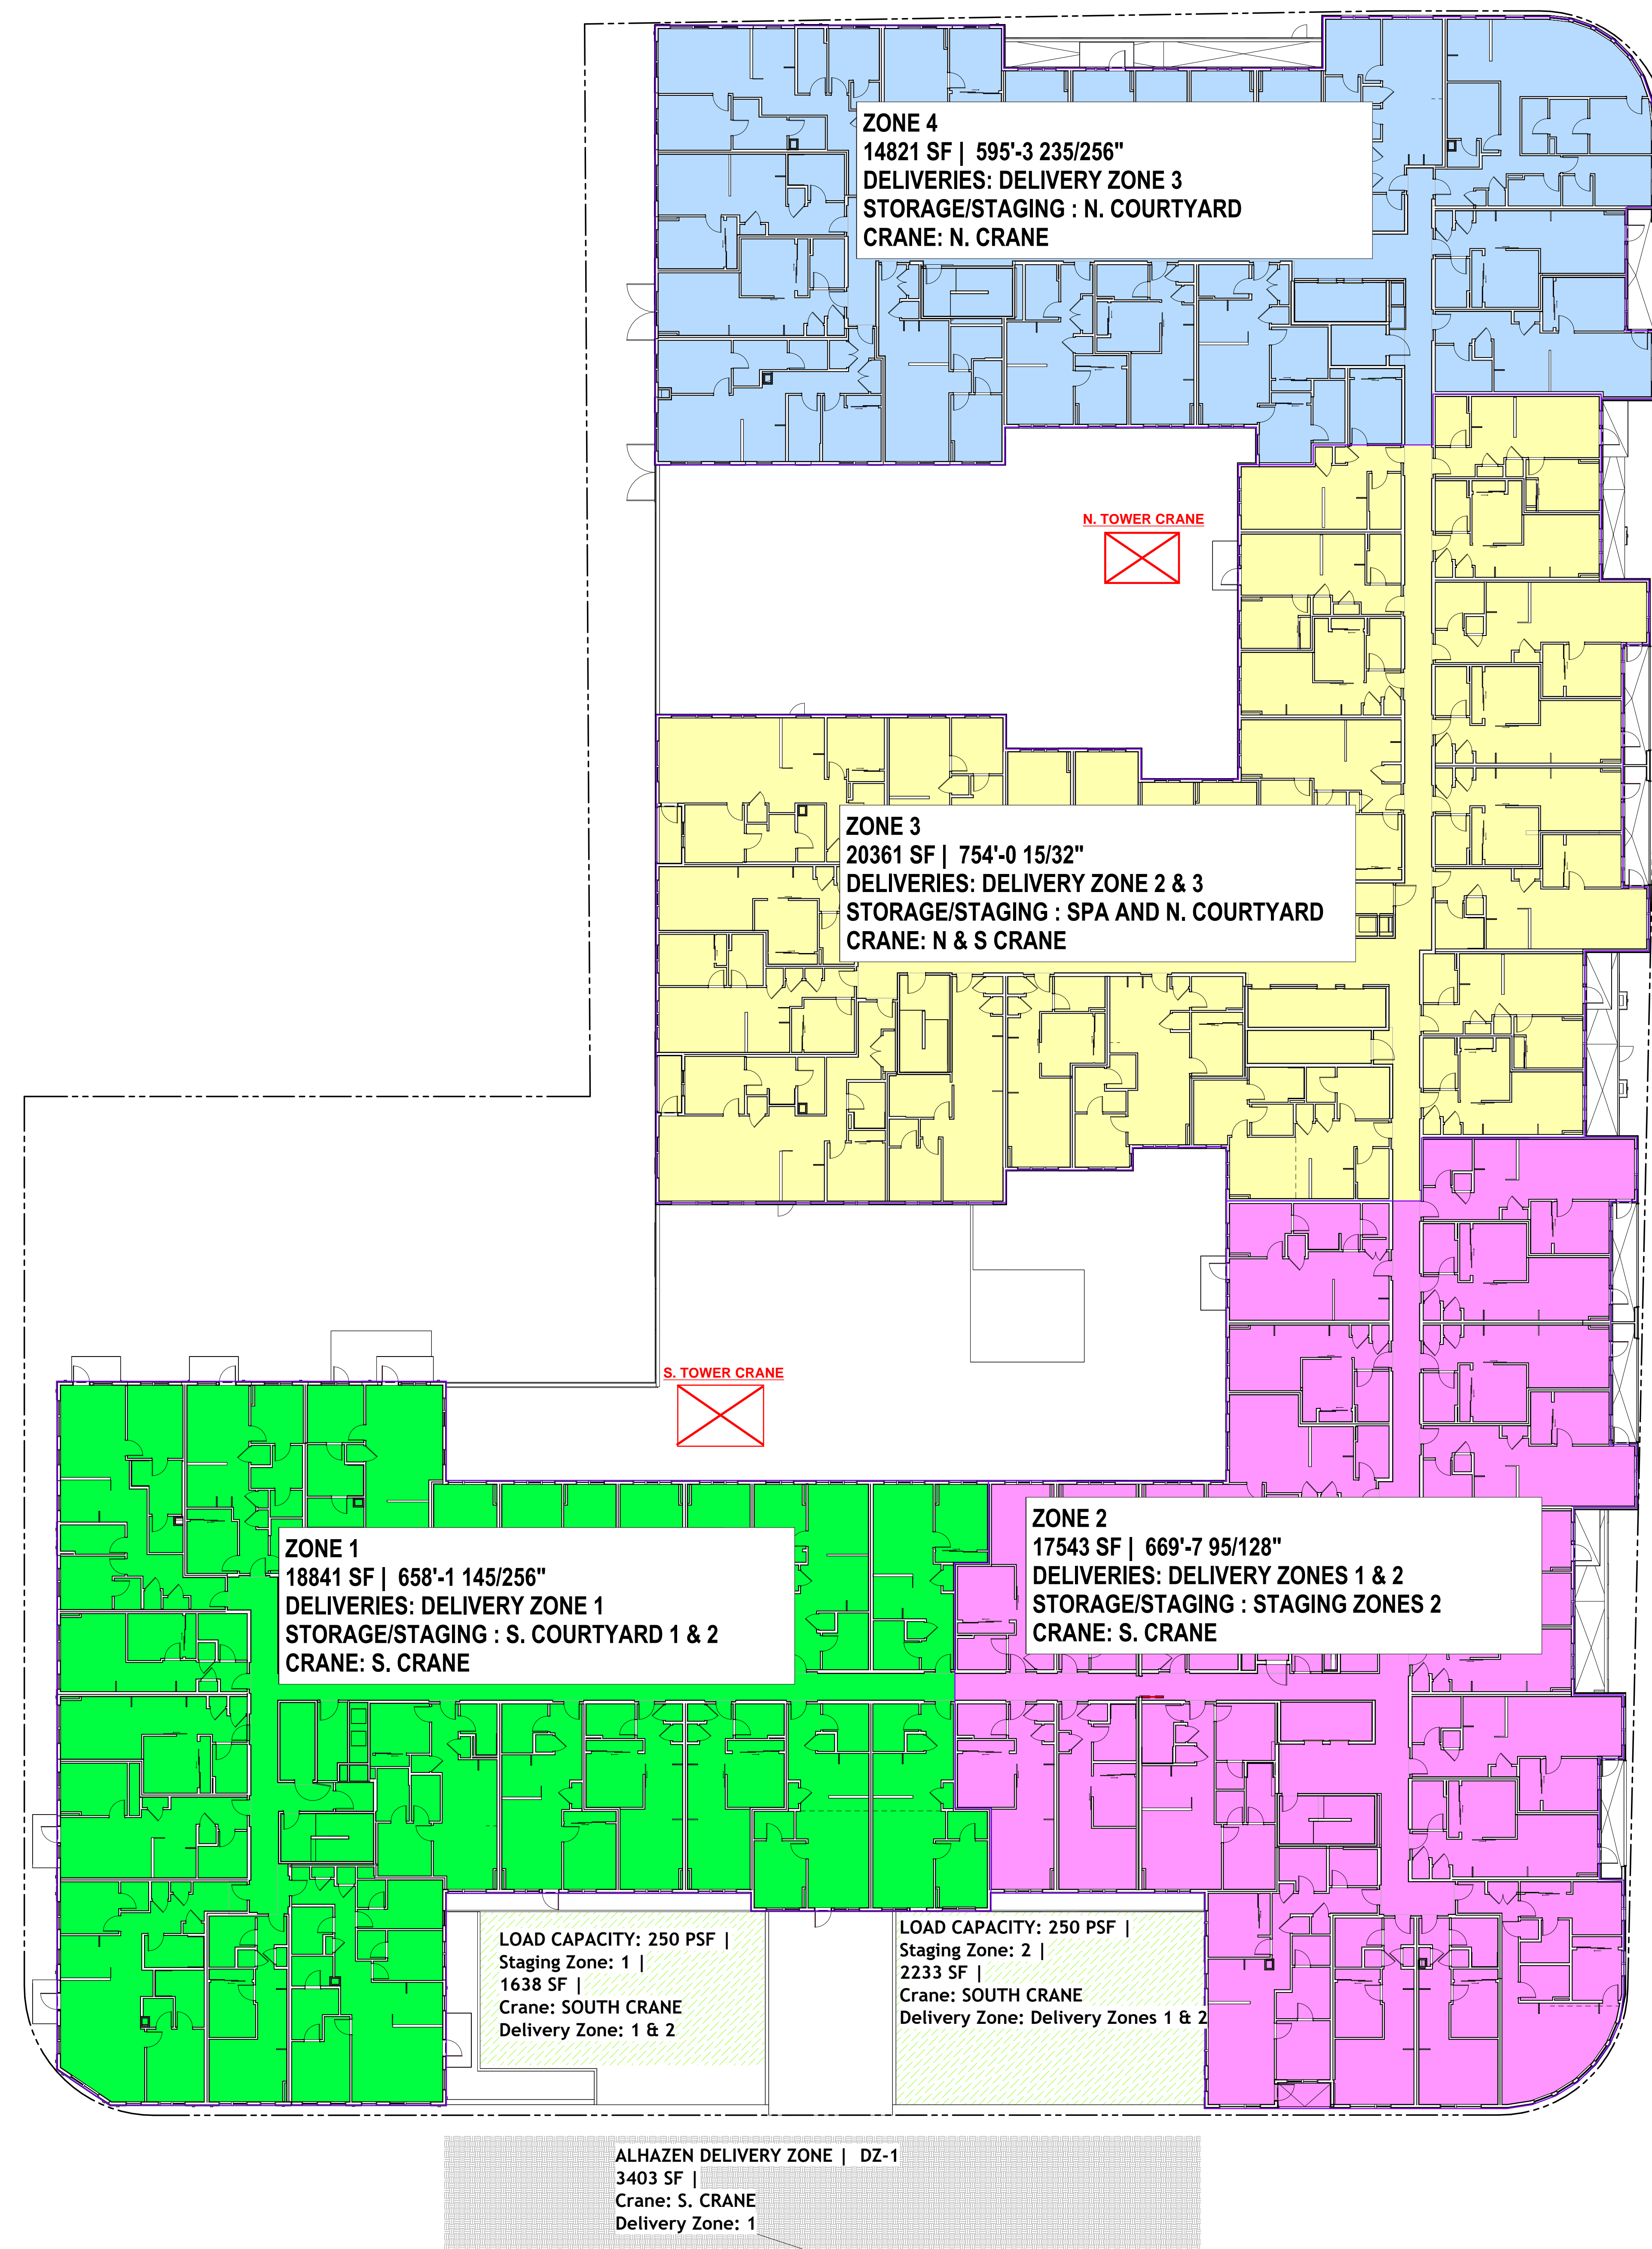 ZONE 4
14821 SF | 595'-3 235/256"
DELIVERIES: DELIVERY ZONE 3
STORAGE/STAGING : N. COURTYARD
CRANE: N. CRANE
N. TOWER CRANE
ZONE 3
20361 SF | 754'-0 15/32"
DELIVERIES: DELIVERY ZONE 2 & 3
STORAGE/STAGING : SPA AND N. COURTYARD
CRANE: N & S CRANE
S. TOWER CRANE
ZONE 1
18841 SF | 658'-1 145/256"
DELIVERIES: DELIVERY ZONE 1
STORAGE/STAGING : S. COURTYARD 1 & 2
CRANE: S. CRANE
ZONE 2
17543 SF | 669'-7 95/128"
DELIVERIES: DELIVERY ZONES 1 & 2
STORAGE/STAGING : STAGING ZONES 2
CRANE: S. CRANE
LOAD CAPACITY: 250 PSF |
Staging Zone: 1 |
1638 SF |
Crane: SOUTH CRANE
Delivery Zone: 1 & 2
LOAD CAPACITY: 250 PSF |
Staging Zone: 2 |
2233 SF |
Crane: SOUTH CRANE
Delivery Zone: Delivery Zones 1 & 2
ALHAZEN DELIVERY ZONE | DZ-1
3403 SF |
Crane: S. CRANE
Delivery Zone: 1